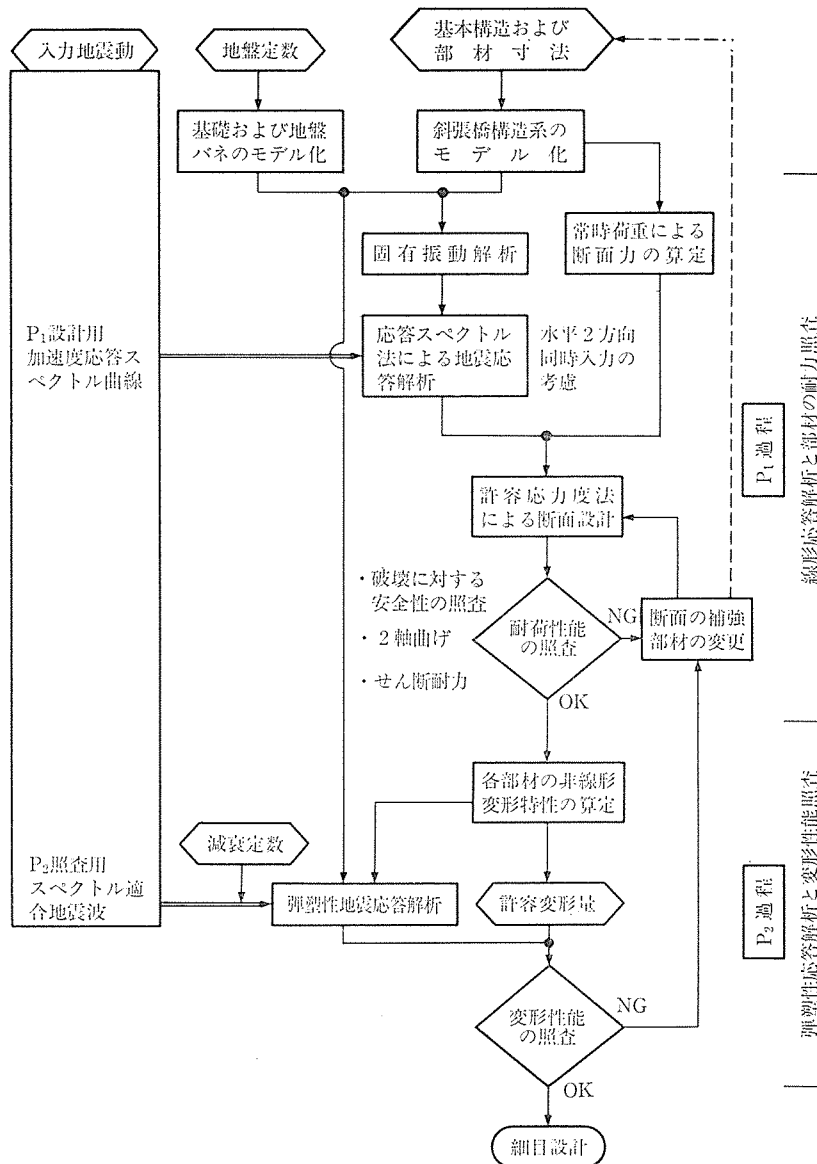 入力地震動
地盤定数
基本構造および
部材寸法
基礎および地盤
バネのモデル化
斜張橋構造系の
モデル化
常時荷重による
断面力の算定
固有振動解析
P₁設計用
加速度応答ス
ペクトル曲線
応答スペクトル
法による地震応
答解析
水平2方向
同時入力の
考慮
許容応力度法
による断面設計
・破壊に対する
安全性の照査
・2軸曲げ
・せん断耐力
耐荷性能
の照査
NG
断面の補強
部材の変更
OK
P₁過程
線形応答解析と部材の耐力照査
各部材の非線形
変形特性の算定
減衰定数
P₂照査用
スペクトル適
合地震波
弾塑性地震応答解析
許容変形量
変形性能
の照査
NG
OK
細目設計
P₂過程
弾塑性応答解析と変形性能照査